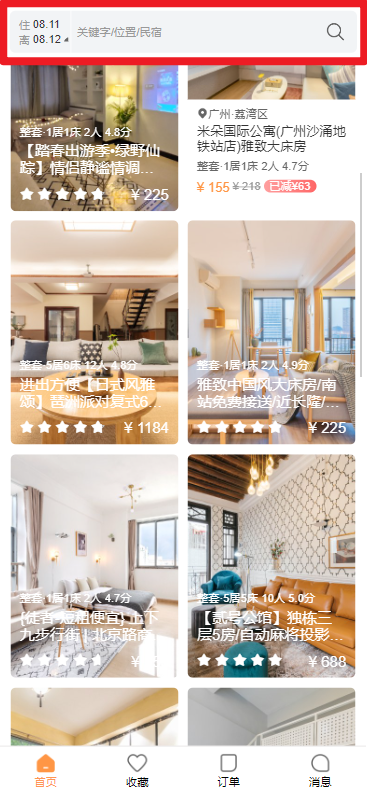 住 08.11
离 08.12
关键字/位置/民宿
整套·1居1床 2人 4.8分
【踏春出游季•绿野仙
踪】情侣静谧情调...
¥ 225
广州·荔湾区
米朵国际公寓(广州沙涌地
铁站店)雅致大床房
整套·1居1床 2人 4.7分
¥ 155 ¥ 218 已减¥63
整套·5居6床 12人 4.8分
进出方便【日式风雅
颂】琶洲派对复式6...
¥ 1184
整套·1居1床 2人 4.9分
雅致中国风大床房/南
站免费接送/近长隆/...
¥ 225
整套·1居1床 2人 4.7分
{徒者·短租便宜} 上下
九步行街 | 北京路商...
整套·5居5床 10人 5.0分
【贰号公馆】独栋三
层5房/自动麻将投影...
¥ 688
首页
收藏
订单
消息